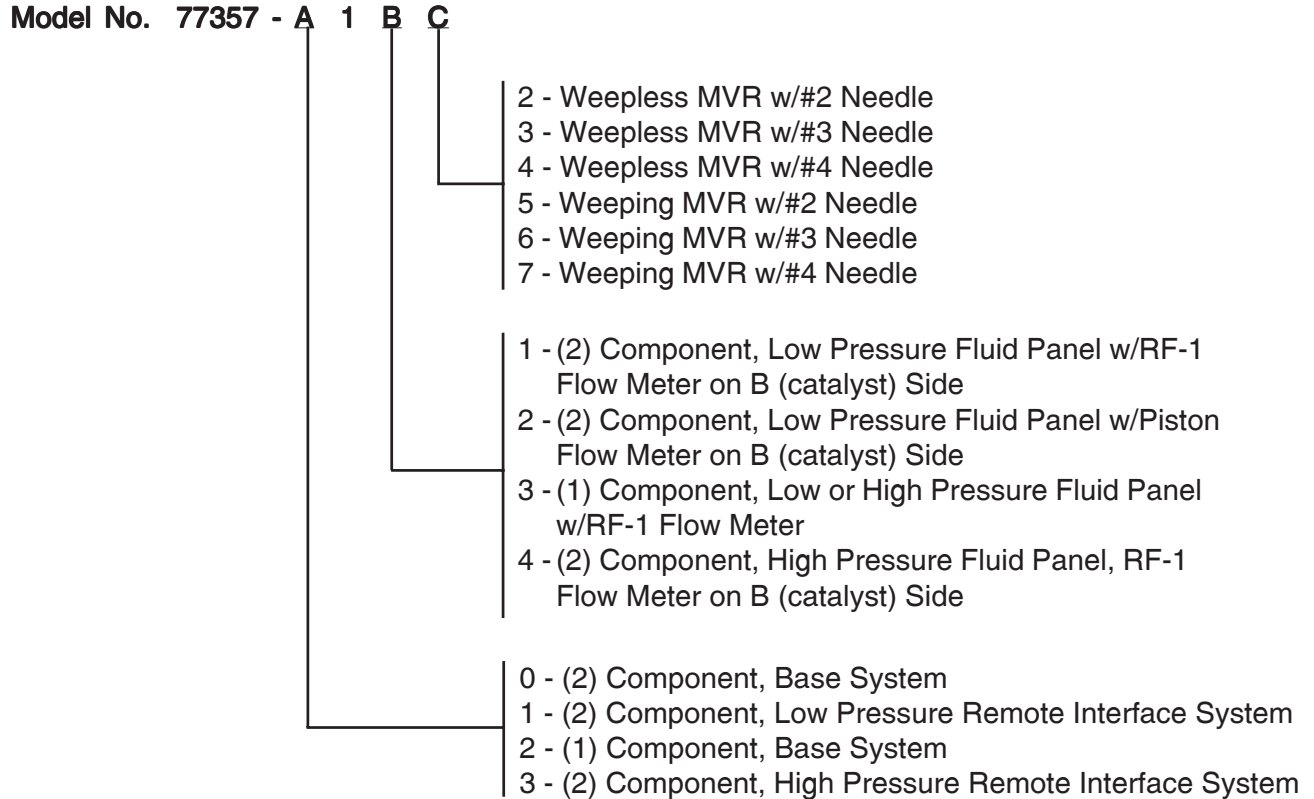 Model No. 77357 - A 1 B C
2 - Weepless MVR w/#2 Needle
3 - Weepless MVR w/#3 Needle
4 - Weepless MVR w/#4 Needle
5 - Weeping MVR w/#2 Needle
6 - Weeping MVR w/#3 Needle
7 - Weeping MVR w/#4 Needle
1 - (2) Component, Low Pressure Fluid Panel w/RF-1
Flow Meter on B (catalyst) Side
2 - (2) Component, Low Pressure Fluid Panel w/Piston
Flow Meter on B (catalyst) Side
3 - (1) Component, Low or High Pressure Fluid Panel
w/RF-1 Flow Meter
4 - (2) Component, High Pressure Fluid Panel, RF-1
Flow Meter on B (catalyst) Side
0 - (2) Component, Base System
1 - (2) Component, Low Pressure Remote Interface System
2 - (1) Component, Base System
3 - (2) Component, High Pressure Remote Interface System